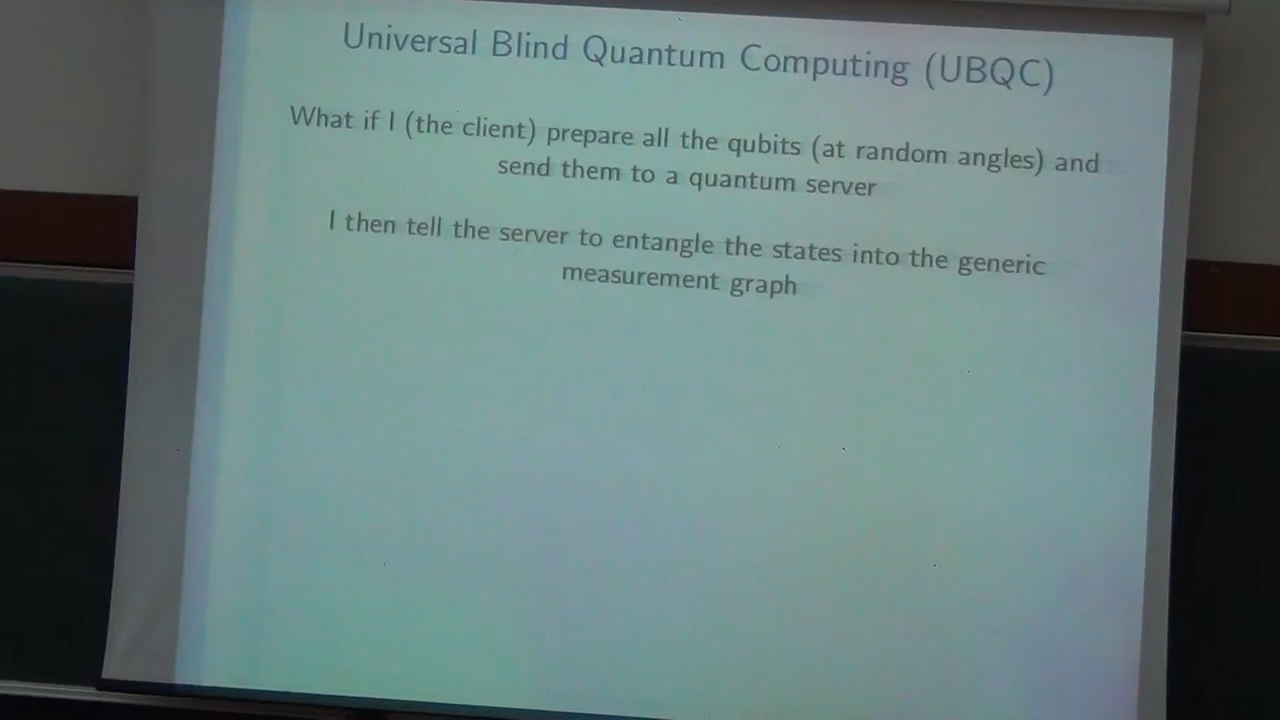 Universal Blind Quantum Computing (UBQC)
What if I (the client) prepare all the qubits (at random angles) and
send them to a quantum server
I then tell the server to entangle the states into the generic
measurement graph